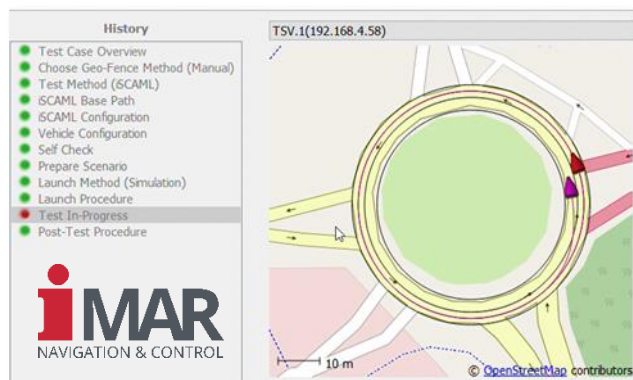 History
Test Case Overview
Choose Geo-Fence Method (Manual)
Test Method (iSCAML)
iSCAML Base Path
iSCAML Configuration
Vehicle Configuration
Self Check
Prepare Scenario
Launch Method (Simulation)
Launch Procedure
Test In-Progress
Post-Test Procedure
iMAR
NAVIGATION & CONTROL
TSV.1(192.168.4.58)
10 m
© OpenStreetMap contributors